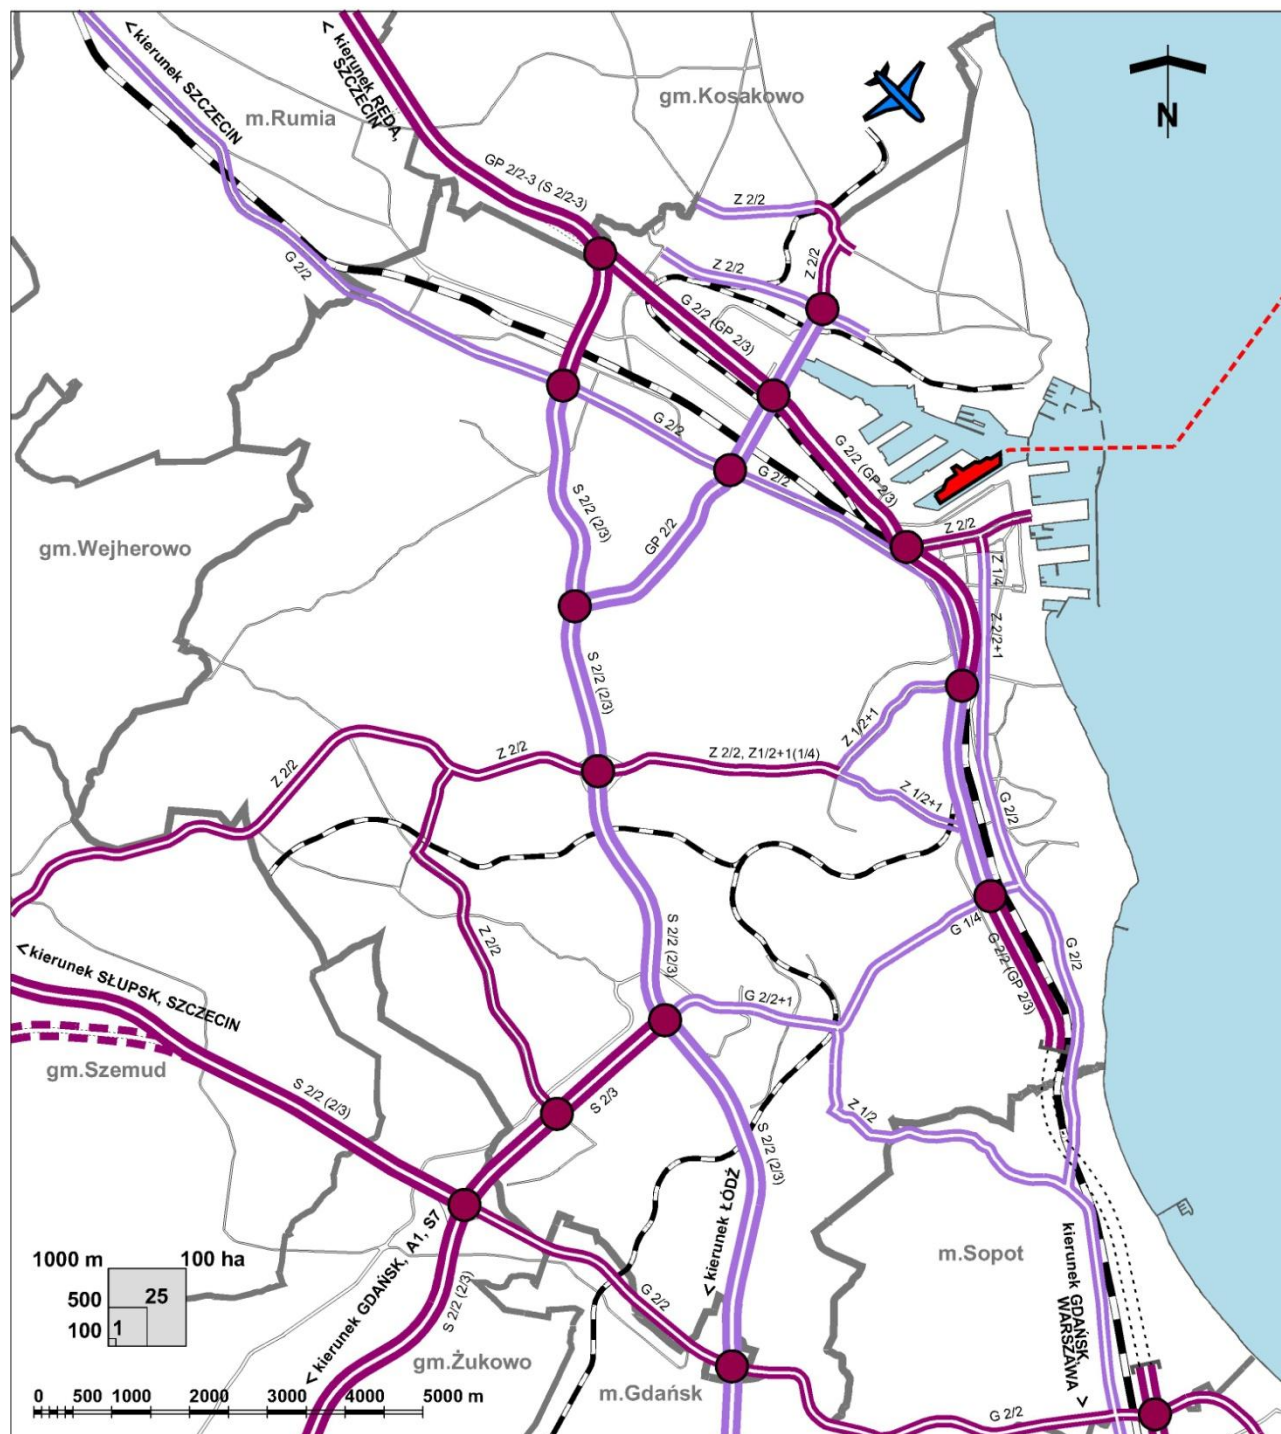 < kierunek SZCZECIN
< kierunek REDA,
SZCZECIN
gm.Kosakowo
m.Rumia
N
GP 2/2-3 (S 2/2-3)
Z 2/2
Z 2/2
Z 2/2
G 2/2
G 2/2 (GP 2/3)
G 2/2
G 2/2 (GP 2/3)
G 2/2
S 2/2 (2/3)
GP 2/2
Z 2/2
Z 1/4
gm.Wejherowo
Z 2/2+1
S 2/2 (2/3)
Z 1/2+1
Z 2/2
Z 2/2
Z 2/2, Z1/2+1(1/4)
Z 1/2+1
G 2/2
Z 2/2
S 2/2 (2/3)
G 1/4
G 2/2 (GP 2/3)
G 2/2
< kierunek SŁUPSK, SZCZECIN
G 2/2+1
gm.Szemud
S 2/2 (2/3)
S 2/3
Z 1/2
S 2/2 (2/3)
< kierunek ŁÓDŹ
m.Sopot
kierunek GDAŃSK,
WARSZAWA >
< kierunek GDAŃSK, A1, S7
S 2/2 (2/3)
G 2/2
1000 m 100 ha
500 25
100 1
gm.Żukowo
m.Gdańsk
G 2/2
0 500 1000 2000 3000 4000 5000 m